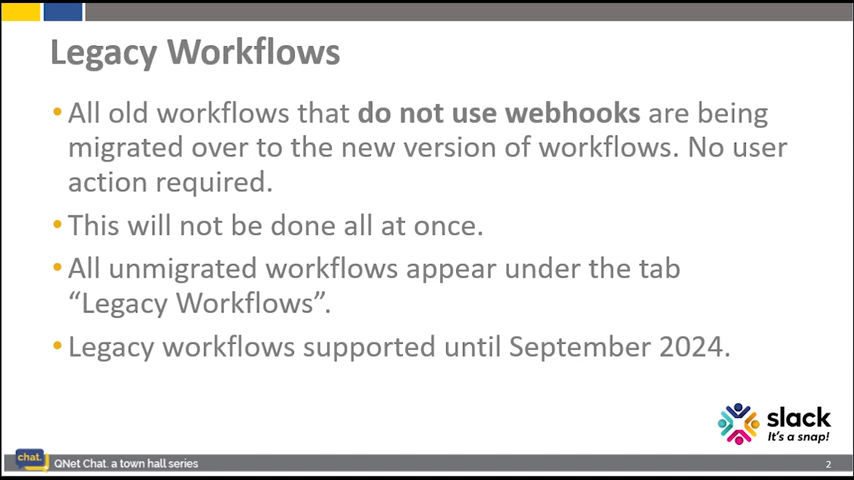 Legacy Workflows
•All old workflows that do not use webhooks are being
migrated over to the new version of workflows. No user
action required.
•This will not be done all at once.
•All unmigrated workflows appear under the tab
“Legacy Workflows”.
•Legacy workflows supported until September 2024.
slack
It's a snap!
chat.
QNet Chat. a town hall series
2